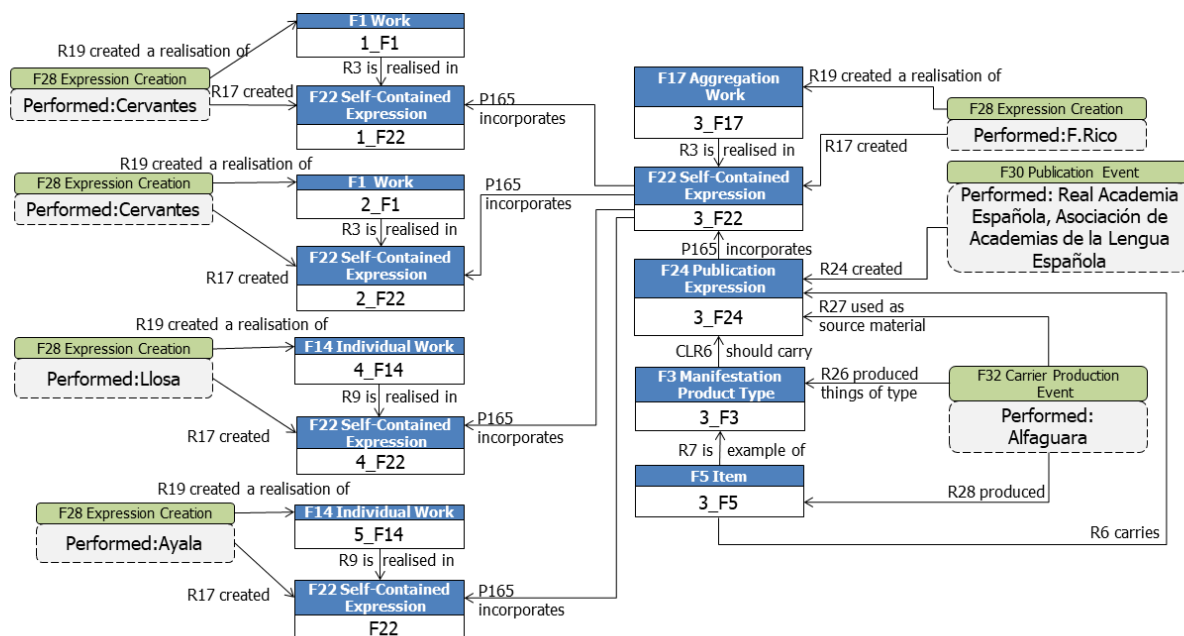 F1 Work
1_F1
R19 created a realisation of
R3 is realised in
F28 Expression Creation
Performed:Cervantes
R17 created
F22 Self-Contained
Expression
1_F22
P165
incorporates
R19 created a realisation of
F28 Expression Creation
Performed:Cervantes
F1 Work
2_F1
R3 is realised in
R17 created
F22 Self-Contained
Expression
2_F22
P165
incorporates
R19 created a realisation of
F28 Expression Creation
Performed:Llosa
F14 Individual Work
4_F14
R9 is realised in
R17 created
F22 Self-Contained
Expression
4_F22
P165
incorporates
R19 created a realisation of
F28 Expression Creation
Performed:Ayala
F14 Individual Work
5_F14
R9 is realised in
R17 created
F22 Self-Contained
Expression
F22
P165
incorporates
F17 Aggregation
Work
3_F17
R19 created a realisation of
F28 Expression Creation
Performed:F.Rico
R3 is realised in
R17 created
F22 Self-Contained
Expression
3_F22
F30 Publication Event
Performed: Real Academia
Española, Asociación de
Academias de la Lengua
Española
P165 incorporates
R24 created
F24 Publication
Expression
3_F24
R27 used as
source material
CLR6 should carry
F3 Manifestation
Product Type
3_F3
R26 produced
things of type
F32 Carrier Production
Event
Performed:
Alfaguara
R7 is example of
F5 Item
3_F5
R28 produced
R6 carries